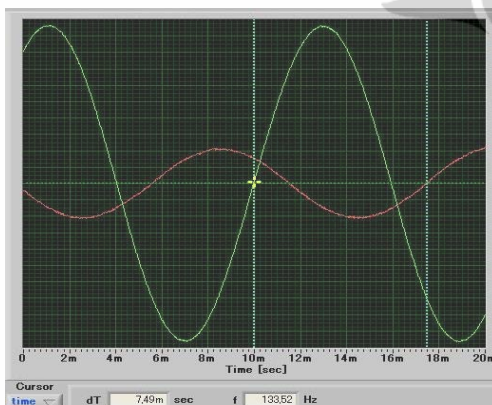 0 2m 4m 6m 8m 10m 12m 14m 16m 18m 20m
Time [sec]
Cursor
time dT 7,49m sec f 133,52 Hz